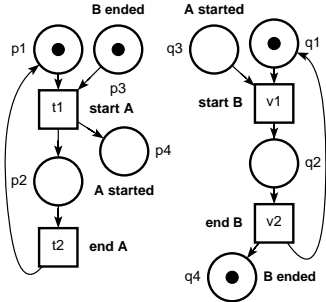 B ended
A started
p1
q3
q1
p3
t1
start A
start B
v1
p4
p2
A started
q2
t2
end A
end B
v2
q4
B ended